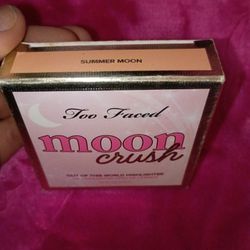 SUMMER MOON
Too Faced
moon
crush
OUT OF THIS WORLD HIGHLIGHTER